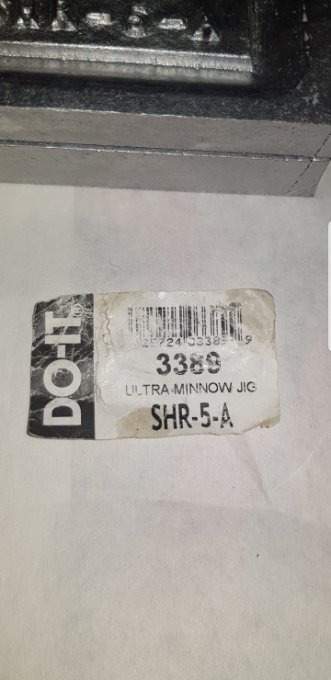 DO-IT®
3389
ULTRA MINNOW JIG
SHR-5-A